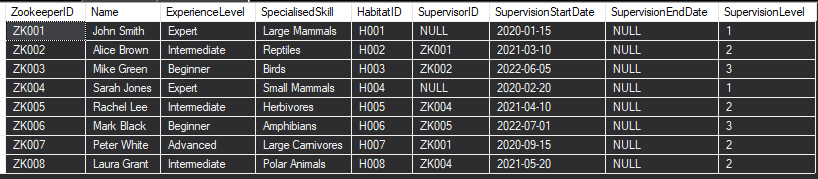 ZookeeperID Name ExperienceLevel SpecialisedSkill HabitatID SupervisorID SupervisionStartDate SupervisionEndDate SupervisionLevel
ZK001 John Smith Expert Large Mammals H001 NULL 2020-01-15 NULL 1
ZK002 Alice Brown Intermediate Reptiles H002 ZK001 2021-03-10 NULL 2
ZK003 Mike Green Beginner Birds H003 ZK002 2022-06-05 NULL 3
ZK004 Sarah Jones Expert Small Mammals H004 NULL 2020-02-20 NULL 1
ZK005 Rachel Lee Intermediate Herbivores H005 ZK004 2021-04-10 NULL 2
ZK006 Mark Black Beginner Amphibians H006 ZK005 2022-07-01 NULL 3
ZK007 Peter White Advanced Large Carnivores H007 ZK001 2020-09-15 NULL 2
ZK008 Laura Grant Intermediate Polar Animals H008 ZK004 2021-05-20 NULL 2